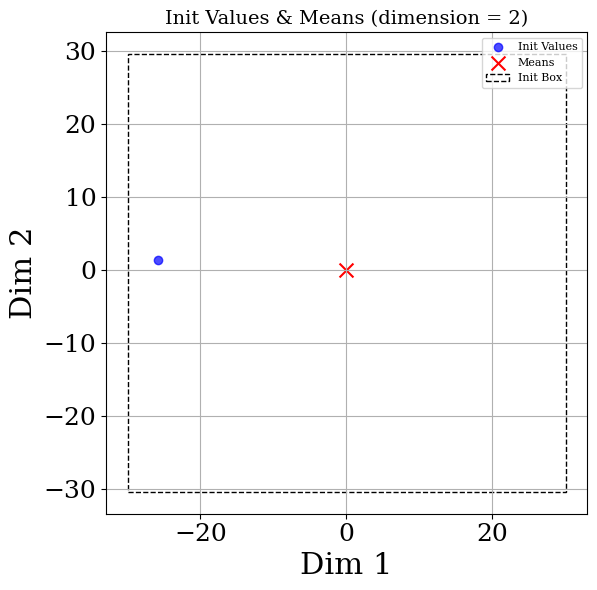 Init Values & Means (dimension = 2)
Init Values
Means
Init Box
30
20
10
0
−10
−20
−30
Dim 2
−20
0
20
Dim 1